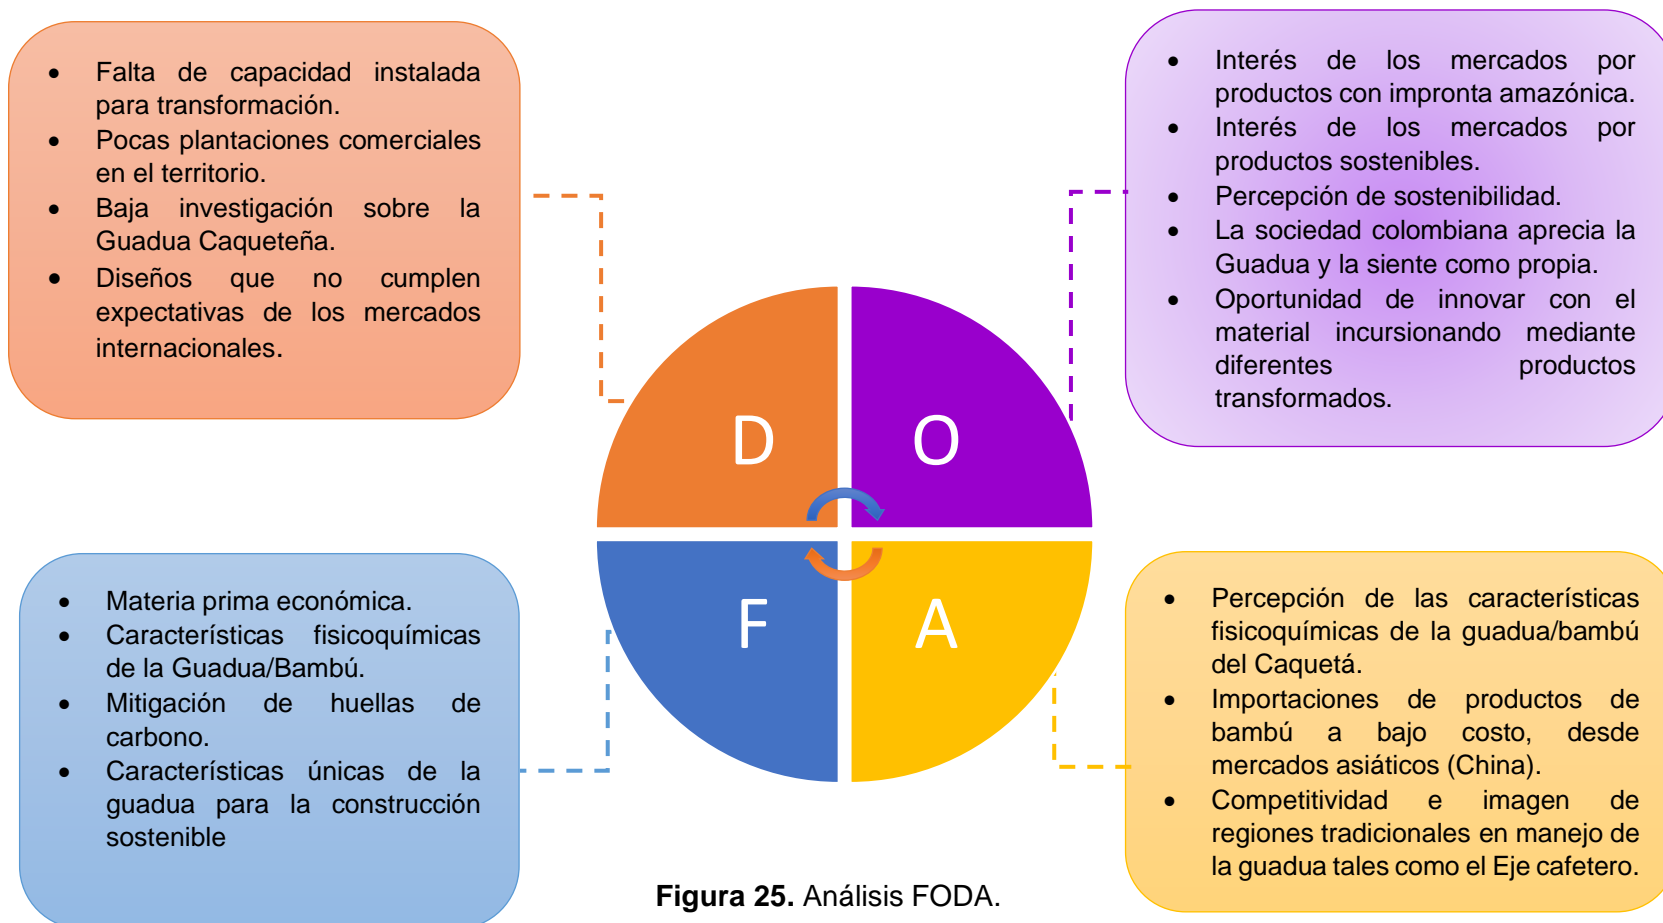 • Falta de capacidad instalada
para transformación.
• Pocas plantaciones comerciales
en el territorio.
• Baja investigación sobre la
Guadua Caqueteña.
• Diseños que no cumplen
expectativas de los mercados
internacionales.
• Interés de los mercados por
productos con impronta amazónica.
• Interés de los mercados por
productos sostenibles.
• Percepción de sostenibilidad.
• La sociedad colombiana aprecia la
Guadua y la siente como propia.
• Oportunidad de innovar con el
material incursionando mediante
diferentes productos
transformados.
D
O
F
A
• Materia prima económica.
• Características fisicoquímicas
de la Guadua/Bambú.
• Mitigación de huellas de
carbono.
• Características únicas de la
guadua para la construcción
sostenible
• Percepción de las características
fisicoquímicas de la guadua/bambú
del Caquetá.
• Importaciones de productos de
bambú a bajo costo, desde
mercados asiáticos (China).
• Competitividad e imagen de
regiones tradicionales en manejo de
la guadua tales como el Eje cafetero.
Figura 25. Análisis FODA.